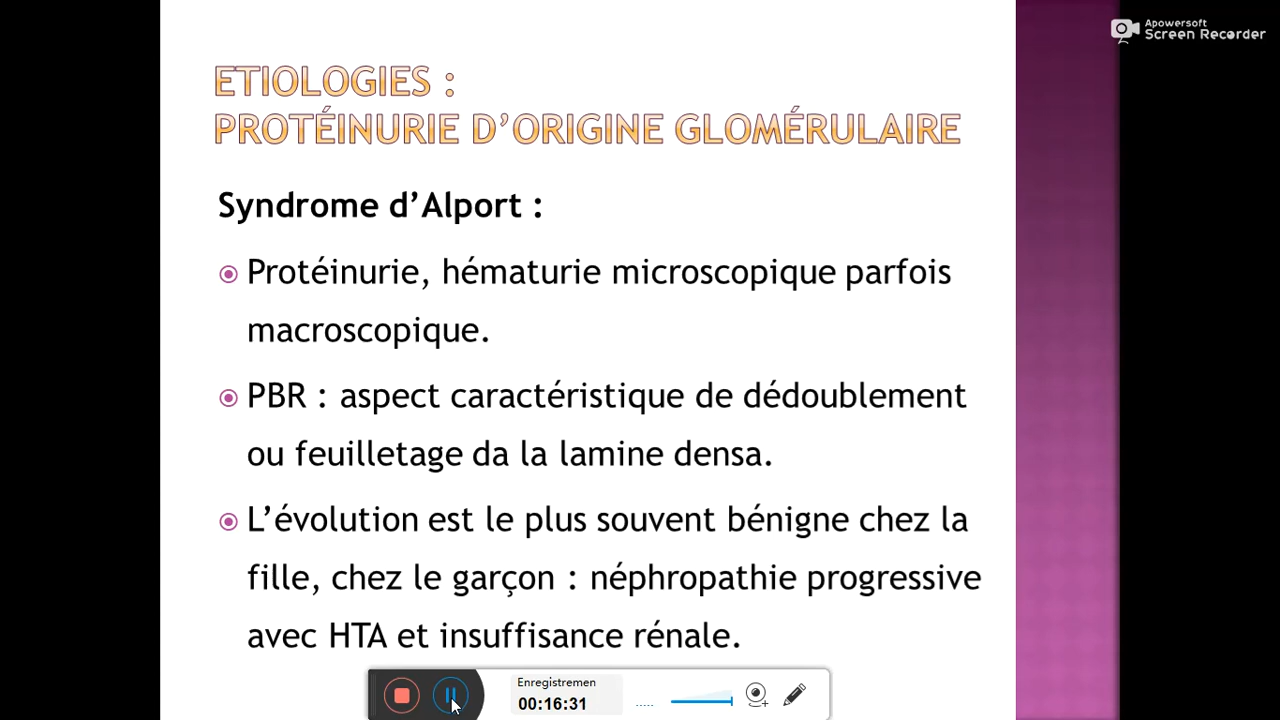 Apowersoft
Screen Recorder
ETIOLOGIES :
PROTÉINURIE D’ORIGINE GLOMÉRULAIRE
Syndrome d’Alport :
Protéinurie, hématurie microscopique parfois
macroscopique.
PBR : aspect caractéristique de dédoublement
ou feuilletage da la lamine densa.
L’évolution est le plus souvent bénigne chez la
fille, chez le garçon : néphropathie progressive
avec HTA et insuffisance rénale.
Enregistremen
00:16:31